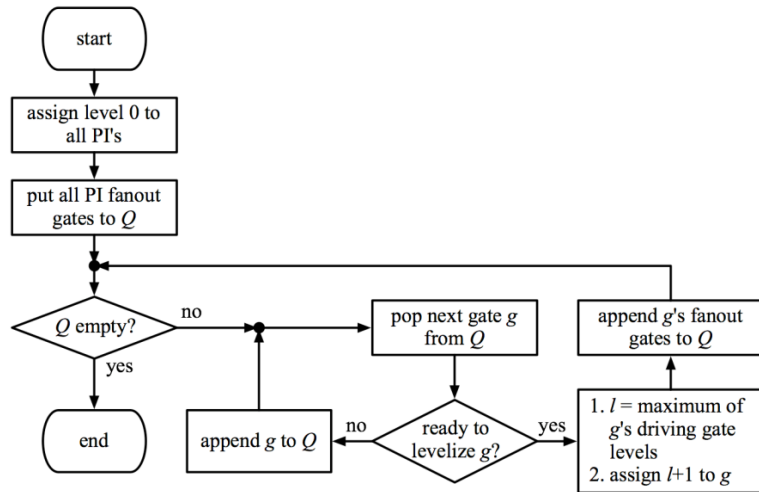 start
assign level 0 to
all PI's
put all PI fanout
gates to Q
Q empty?
no
yes
end
pop next gate g
from Q
ready to
levelize g?
no
append g to Q
yes
1. l = maximum of
g's driving gate
levels
2. assign l+1 to g
append g's fanout
gates to Q